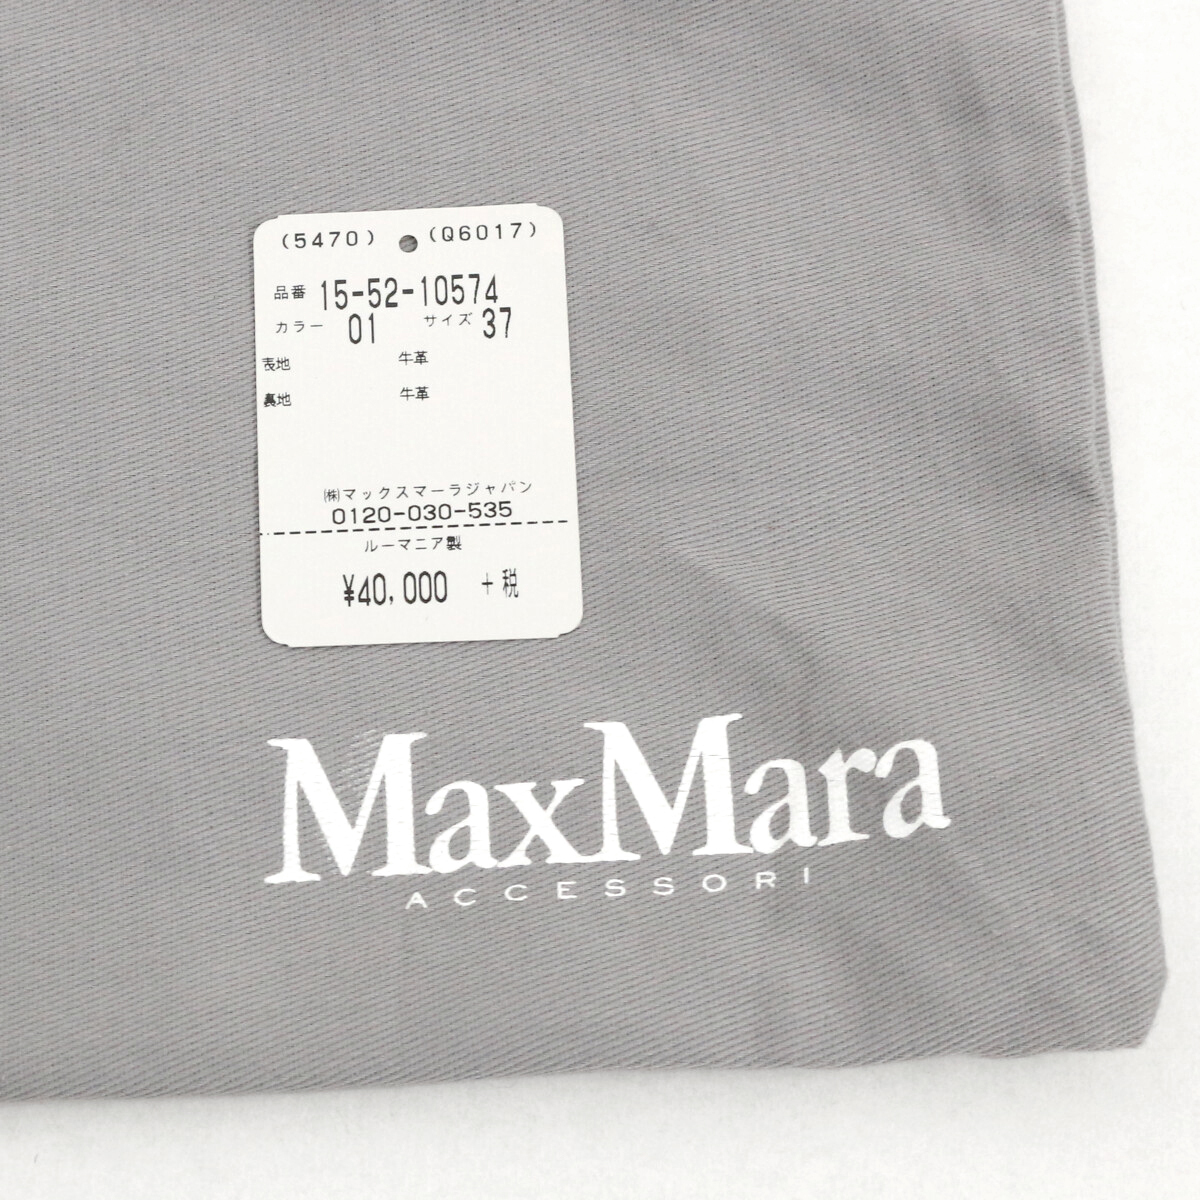 (5470) (Q6017)
品番 15-52-10574
カラー 01 サイズ 37
表地 牛革
裏地 牛革
㈱マックスマーラジャパン
0120-030-535
ルーマニア製
¥40,000 +税
MaxMara
ACCESSORI